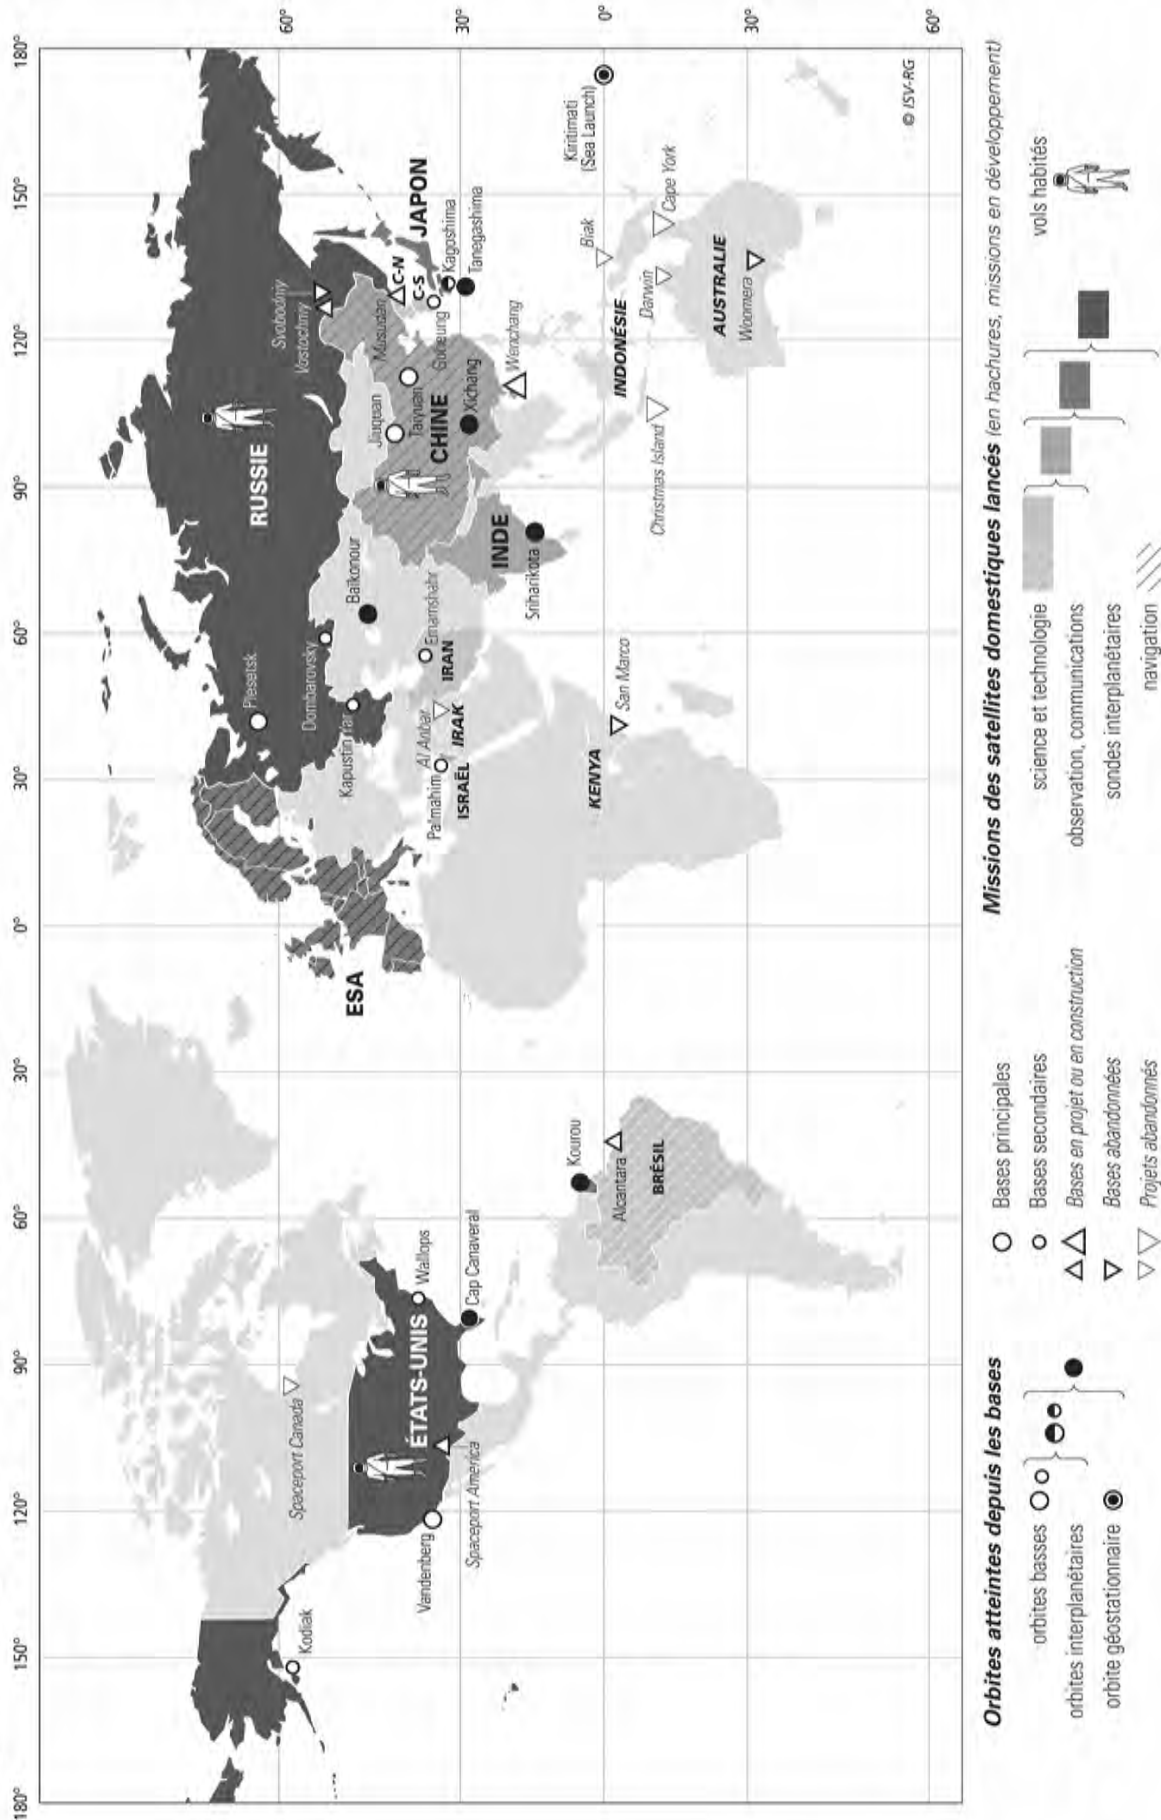 180°
150°
120°
90°
60°
30°
0°
30°
60°
90°
120°
150°
180°
60°
30°
0°
30°
60°
Kodiak
Spaceport Canada
Vandenberg
ÉTATS-UNIS
Wallops
Cap Canaveral
Spaceport America
Kourou
Alcantara
BRÉSIL
ESA
Plesetsk
RUSSIE
Dombarovsky
Kapustin Yar
Baïkonour
Svobodniy
Vostochniy
Palmahim
ISRAËL
Al Anbar
IRAK
Emamshahr
IRAN
Jiuquan
Taiyuan
CHINE
Xichang
Wenchang
Musudan
C-N
C-S
Goheung
JAPON
Kagoshima
Tanegashima
INDE
Sriharikota
KENYA
San Marco
Christmas Island
INDONÉSIE
Biak
Darwin
Cape York
AUSTRALIE
Woomera
Kiritimati
(Sea Launch)
© ISV-RG
Orbites atteintes depuis les bases
orbites basses
orbites interplanétaires
orbite géostationnaire
Bases principales
Bases secondaires
Bases en projet ou en construction
Bases abandonnées
Projets abandonnés
Missions des satellites domestiques lancés (en hachures, missions en développement)
science et technologie
observation, communications
sondes interplanétaires
navigation
vols habités